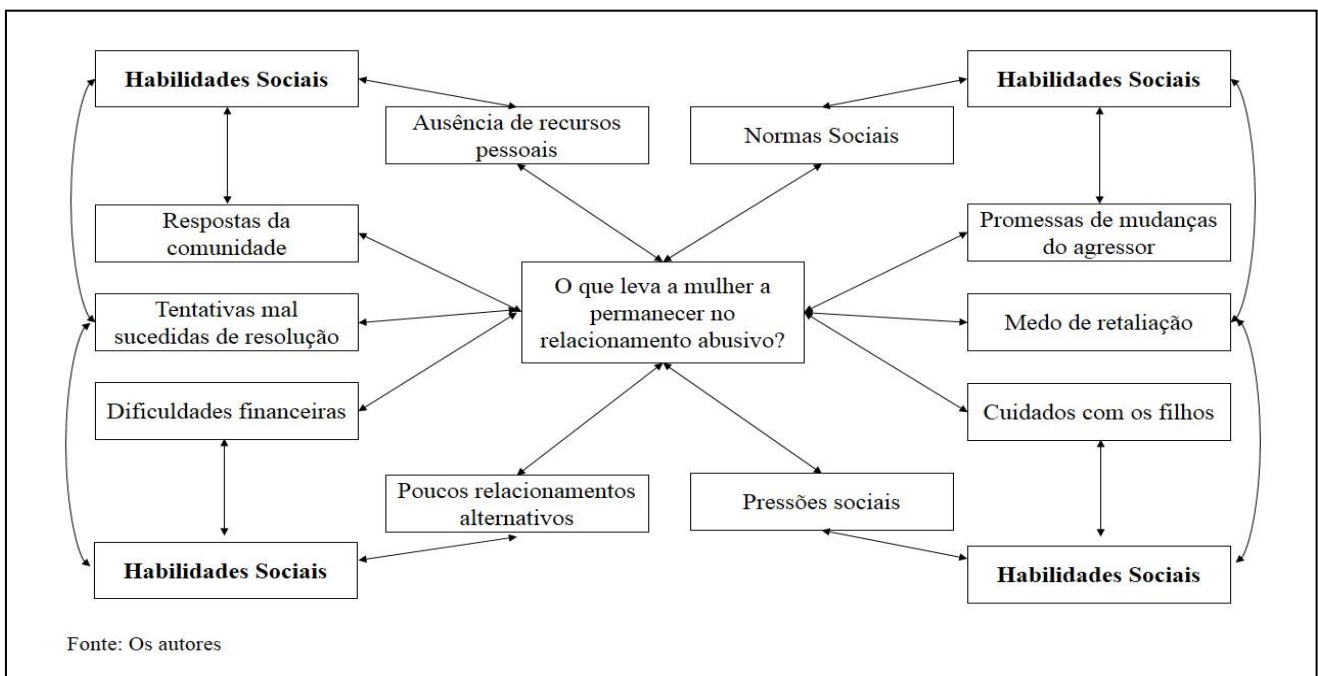 Habilidades Sociais
Habilidades Sociais
Ausência de recursos
pessoais
Normas Sociais
Respostas da
comunidade
Promessas de mudanças
do agressor
O que leva a mulher a
permanecer no
relacionamento abusivo?
Tentativas mal
sucedidas de resolução
Medo de retaliação
Dificuldades financeiras
Cuidados com os filhos
Poucos relacionamentos
alternativos
Pressões sociais
Habilidades Sociais
Habilidades Sociais
Fonte: Os autores